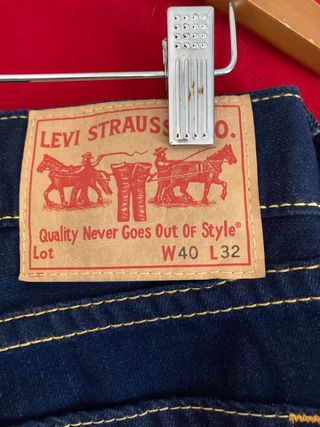 LEVI STRAUSS O.
Quality Never Goes Out Of Style®
Lot W40 L32